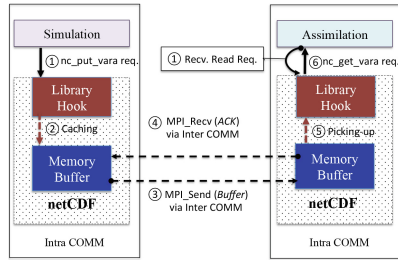 Simulation
① nc_put_vara req.
Library
Hook
② Caching
Memory
Buffer
netCDF
Intra COMM
① Recv. Read Req.
④ MPI_Recv (ACK)
via Inter COMM
③ MPI_Send (Buffer)
via Inter COMM
Assimilation
⑥ nc_get_vara req.
Library
Hook
⑤ Picking-up
Memory
Buffer
netCDF
Intra COMM